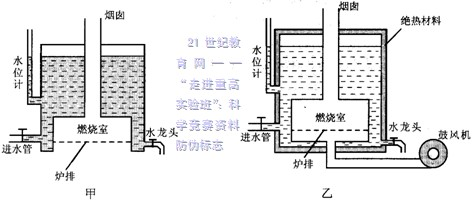 烟囱
水位计
进水管
燃烧室
水龙头
炉排
甲
21 世纪教
育网——
“走进重高
实验班”:科
学竞赛资料
防伪标志
烟囱
绝热材料
水位计
进水管
燃烧室
水龙头
鼓风机
炉排
乙